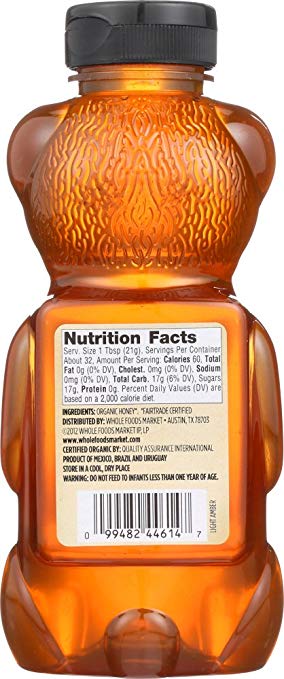 Nutrition Facts
Serv. Size 1 Tbsp (21g), Servings Per Container
About 32, Amount Per Serving: Calories 60, Total
Fat 0g (0% DV), Cholest. 0mg (0% DV), Sodium
0mg (0% DV), Total Carb. 17g (6% DV), Sugars
17g, Protein 0g. Percent Daily Values (DV) are
based on a 2,000 calorie diet.
INGREDIENTS: ORGANIC HONEY*. *FAIRTRADE CERTIFIED
DISTRIBUTED BY: WHOLE FOODS MARKET • AUSTIN, TX 78703
©2012 WHOLE FOODS MARKET IP, LP
www.wholefoodsmarket.com
CERTIFIED ORGANIC BY: QUALITY ASSURANCE INTERNATIONAL
PRODUCT OF MEXICO, BRAZIL AND URUGUAY
STORE IN A COOL, DRY PLACE
WARNING: DO NOT FEED TO INFANTS LESS THAN ONE YEAR OF AGE.
LIGHT AMBER
0 99482 44614 7